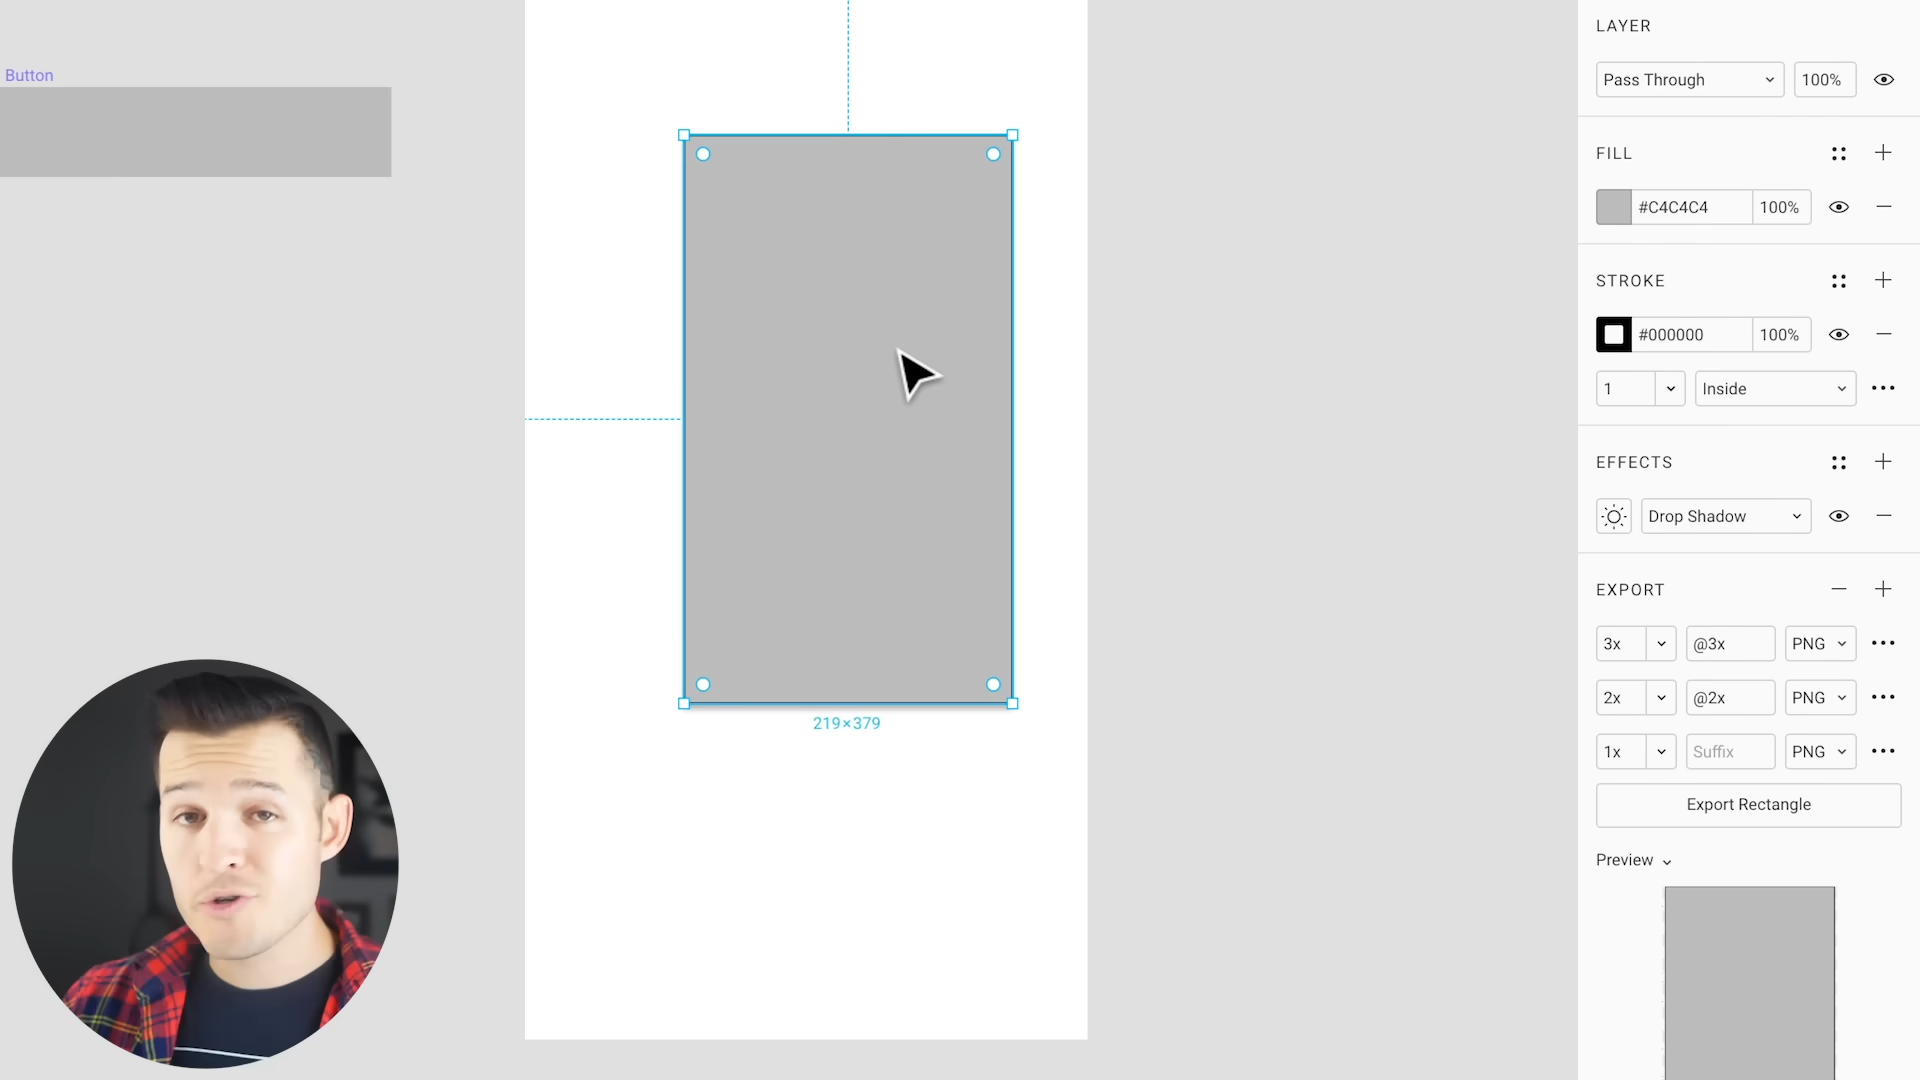 Button
219×379
LAYER
Pass Through 100%
FILL
#C4C4C4 100%
STROKE
#000000 100%
1 Inside
EFFECTS
Drop Shadow
EXPORT
3x @3x PNG
2x @2x PNG
1x Suffix PNG
Export Rectangle
Preview